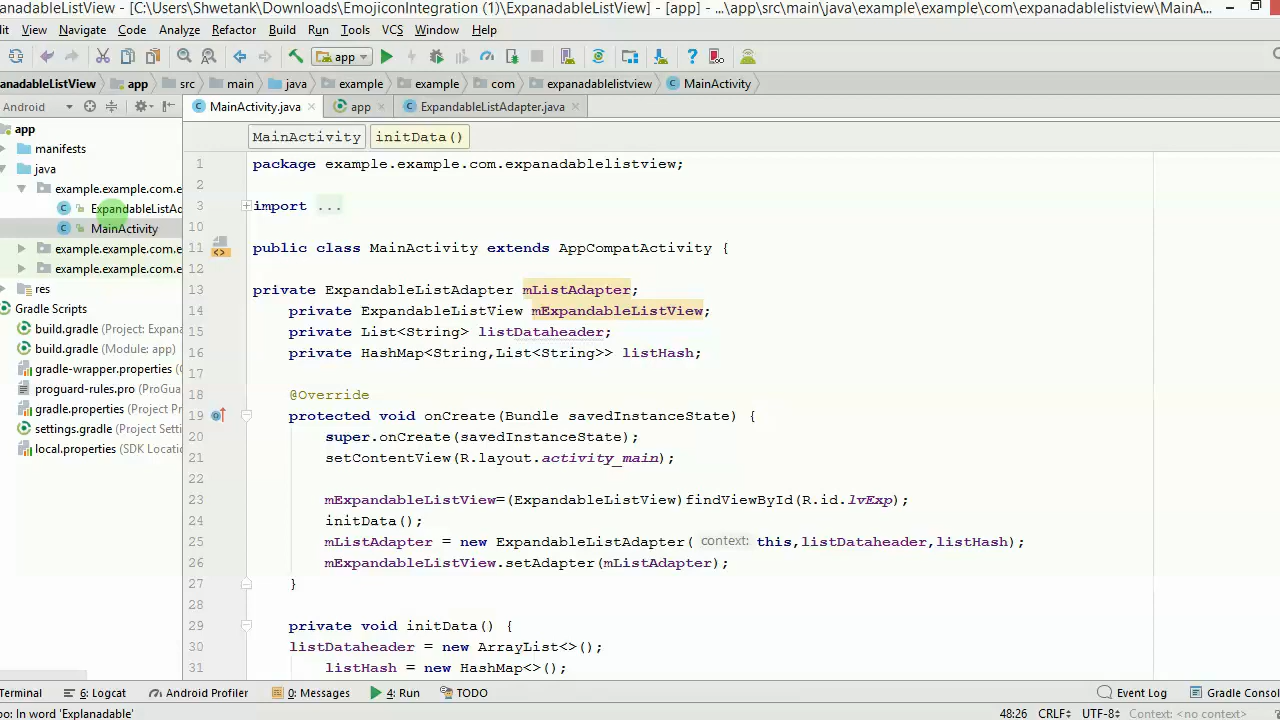 panadableListView - [C:\Users\Shwetank\Downloads\EmojiconIntegration (1)\ExpanadableListView] - [app] - ...\app\src\main\java\example\example\com\expanadablelistview\MainA...
it View Navigate Code Analyze Refactor Build Run Tools VCS Window Help
app
panadableListView app src main java example example com expanadablelistview MainActivity
Android MainActivity.java app ExpandableListAdapter.java
app
manifests
java
example.example.com.e
ExpandableListAd
MainActivity
example.example.com.e
example.example.com.e
res
Gradle Scripts
build.gradle (Project: Expana
build.gradle (Module: app)
gradle-wrapper.properties (
proguard-rules.pro (ProGua
gradle.properties (Project Pr
settings.gradle (Project Setti
local.properties (SDK Locatio
MainActivity initData()
1 package example.example.com.expanadablelistview;
2
3 import ...
10
11 public class MainActivity extends AppCompatActivity {
12
13 private ExpandableListAdapter mListAdapter;
14 private ExpandableListView mExpandableListView;
15 private List<String> listDataheader;
16 private HashMap<String,List<String>> listHash;
17
18 @Override
19 protected void onCreate(Bundle savedInstanceState) {
20 super.onCreate(savedInstanceState);
21 setContentView(R.layout.activity_main);
22
23 mExpandableListView=(ExpandableListView)findViewById(R.id.lvExp);
24 initData();
25 mListAdapter = new ExpandableListAdapter( context: this,listDataheader,listHash);
26 mExpandableListView.setAdapter(mListAdapter);
27 }
28
29 private void initData() {
30 listDataheader = new ArrayList<>();
31 listHash = new HashMap<>();
Terminal 6: Logcat Android Profiler 0: Messages 4: Run TODO Event Log Gradle Conso
po: In word 'Explanadable' 48:26 CRLF UTF-8 Context: <no context>